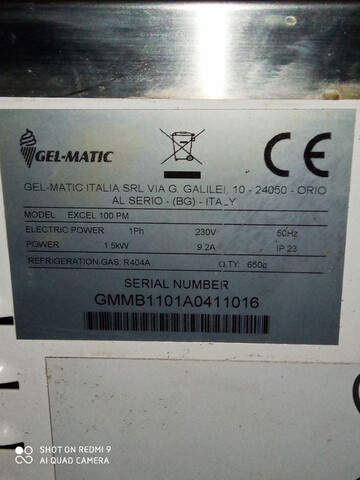 GEL-MATIC
CE
GEL-MATIC ITALIA SRL VIA G. GALILEI, 10 - 24050 - ORIO
AL SERIO - (BG) - ITALY
MODEL EXCEL 100 PM
ELECTRIC POWER 1Ph 230V 50Hz
POWER 1.5kW 9.2A IP 23
REFRIGERATION GAS: R404A Q.TY: 650g
SERIAL NUMBER
GMMB1101A0411016
SHOT ON REDMI 9
AI QUAD CAMERA